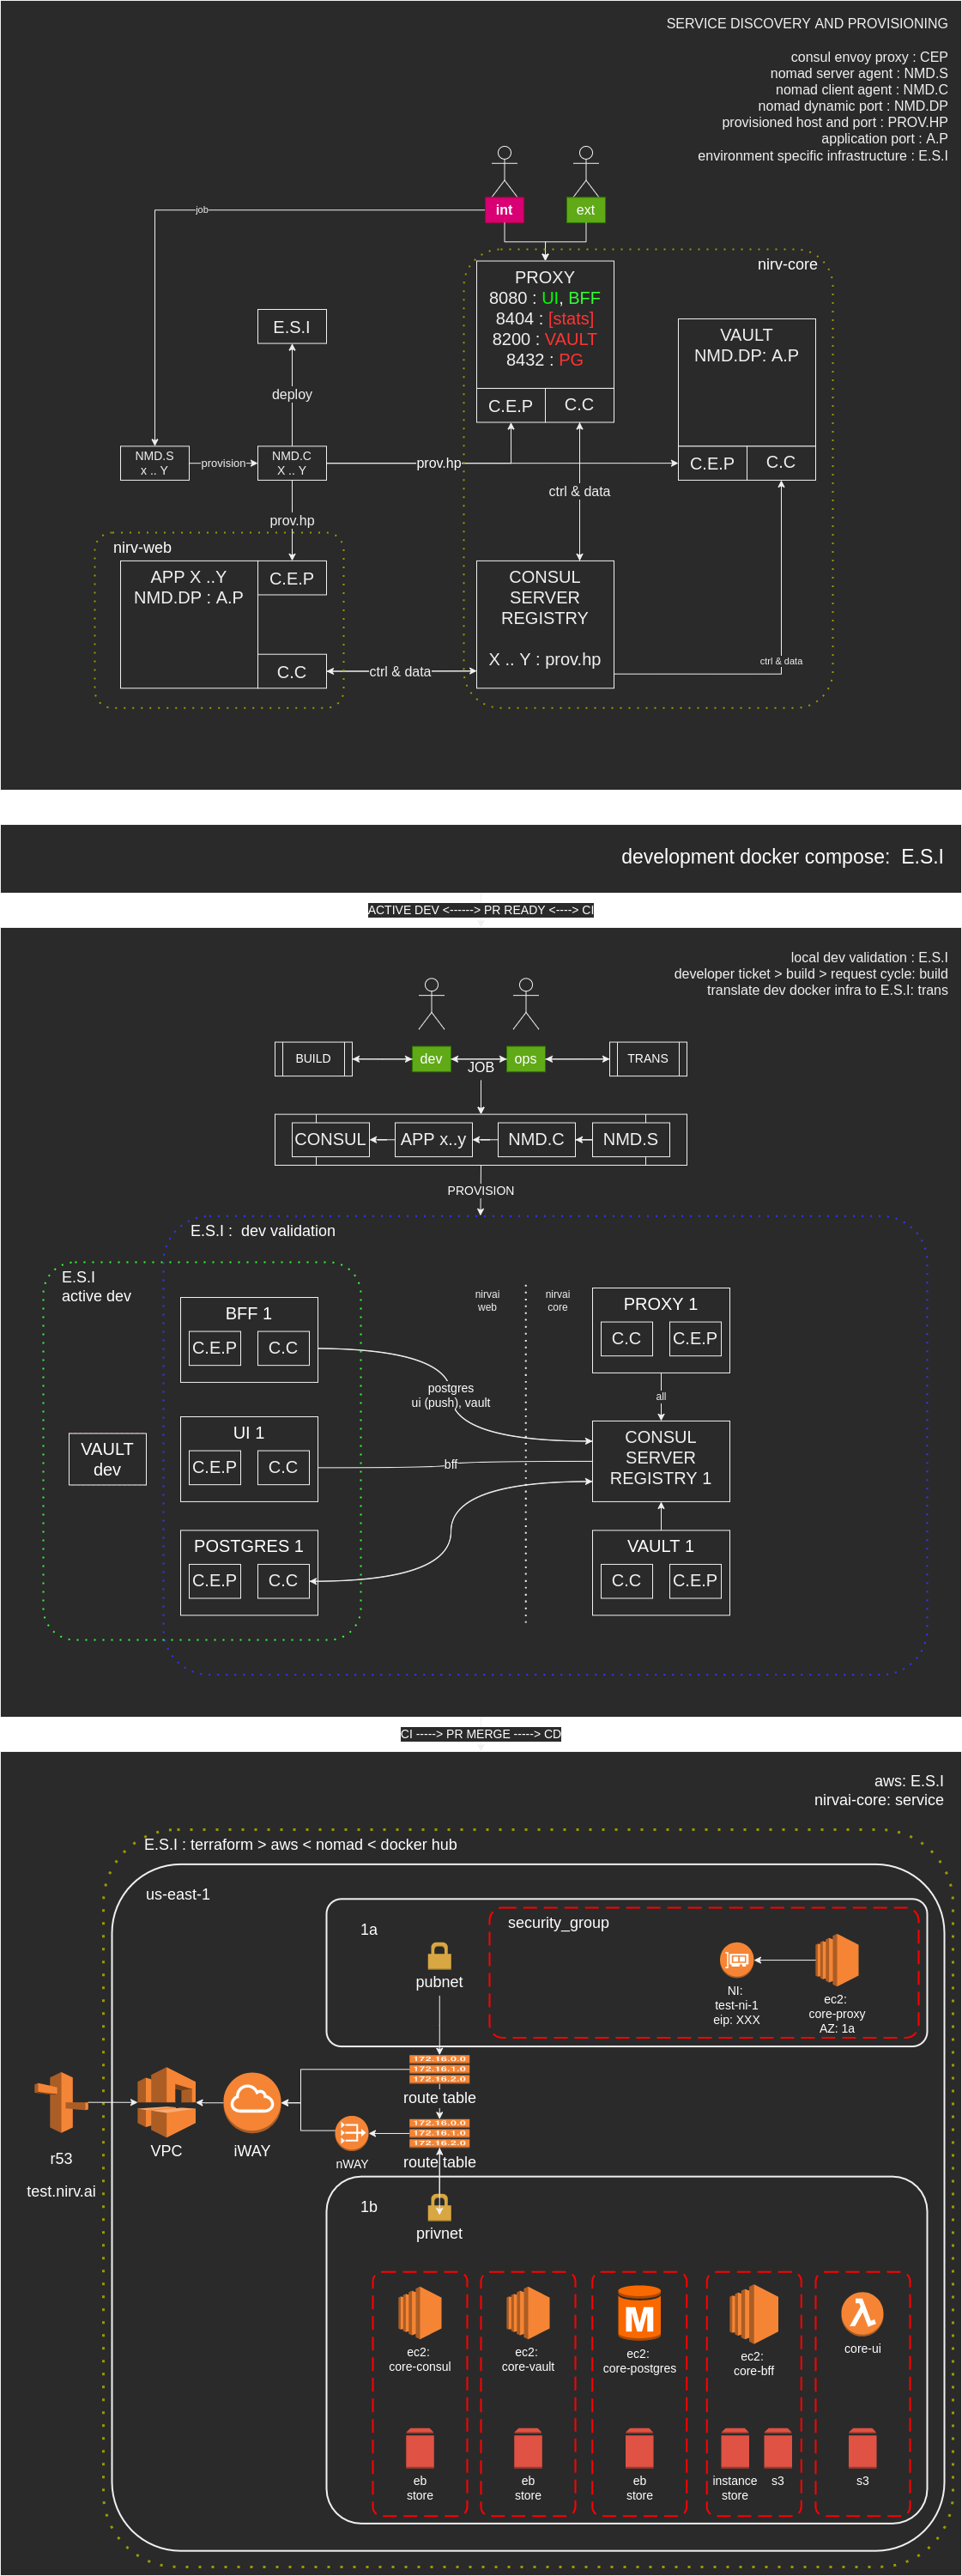 SERVICE DISCOVERY AND PROVISIONING
consul envoy proxy : CEP
nomad server agent : NMD.S
nomad client agent : NMD.C
nomad dynamic port : NMD.DP
provisioned host and port : PROV.HP
application port : A.P
environment specific infrastructure : E.S.I
int
ext
job
nirv-core
PROXY
8080 : UI, BFF
8404 : [stats]
8200 : VAULT
8432 : PG
C.E.P
C.C
VAULT
NMD.DP: A.P
C.E.P
C.C
E.S.I
deploy
NMD.S
x .. Y
provision
NMD.C
X .. Y
prov.hp
ctrl & data
prov.hp
nirv-web
APP X ..Y
NMD.DP : A.P
C.E.P
C.C
ctrl & data
CONSUL
SERVER
REGISTRY
X .. Y : prov.hp
ctrl & data
development docker compose:  E.S.I
ACTIVE DEV <------> PR READY <----> CI
local dev validation : E.S.I
developer ticket > build > request cycle: build
translate dev docker infra to E.S.I: trans
BUILD
dev
JOB
ops
TRANS
CONSUL
APP x..y
NMD.C
NMD.S
PROVISION
E.S.I :  dev validation
E.S.I
active dev
nirvai
web
nirvai
core
BFF 1
C.E.P
C.C
PROXY 1
C.C
C.E.P
postgres
ui (push), vault
all
UI 1
C.E.P
C.C
VAULT
dev
bff
CONSUL
SERVER
REGISTRY 1
POSTGRES 1
C.E.P
C.C
VAULT 1
C.C
C.E.P
CI -----> PR MERGE -----> CD
aws: E.S.I
nirvai-core: service
E.S.I : terraform > aws < nomad < docker hub
us-east-1
1a
security_group
pubnet
NI:
test-ni-1
eip: XXX
ec2:
core-proxy
AZ: 1a
172.16.0.0
172.16.1.0
172.16.2.0
route table
172.16.0.0
172.16.1.0
172.16.2.0
route table
r53
test.nirv.ai
VPC
iWAY
nWAY
1b
privnet
ec2:
core-consul
ec2:
core-vault
M
ec2:
core-postgres
ec2:
core-bff
core-ui
eb
store
eb
store
eb
store
instance
store
s3
s3